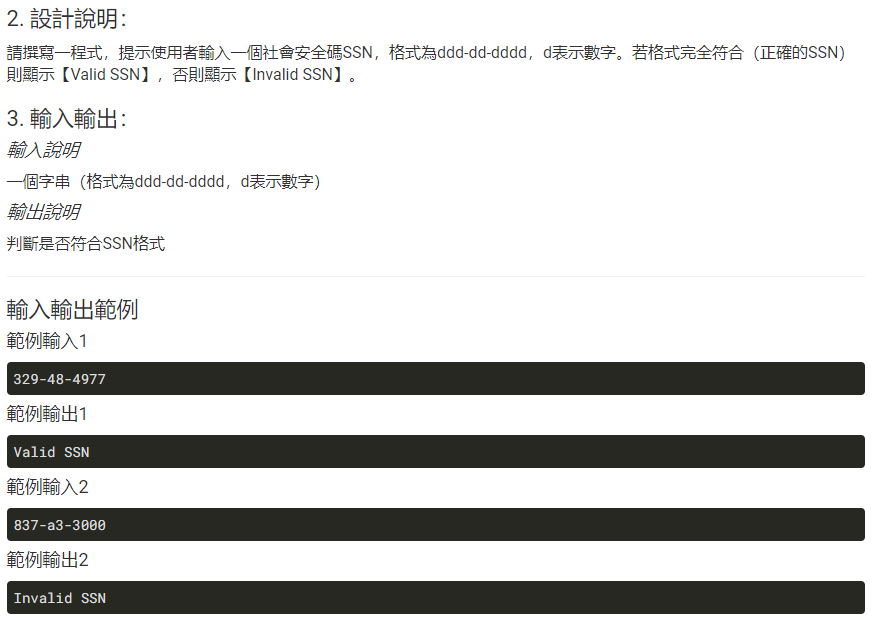 2. 設計說明：
請撰寫一程式，提示使用者輸入一個社會安全碼SSN，格式為ddd-dd-dddd，d表示數字。若格式完全符合（正確的SSN）
則顯示【Valid SSN】，否則顯示【Invalid SSN】。
3. 輸入輸出：
輸入說明
一個字串（格式為ddd-dd-dddd，d表示數字）
輸出說明
判斷是否符合SSN格式
輸入輸出範例
範例輸入1
329-48-4977
範例輸出1
Valid SSN
範例輸入2
837-a3-3000
範例輸出2
Invalid SSN